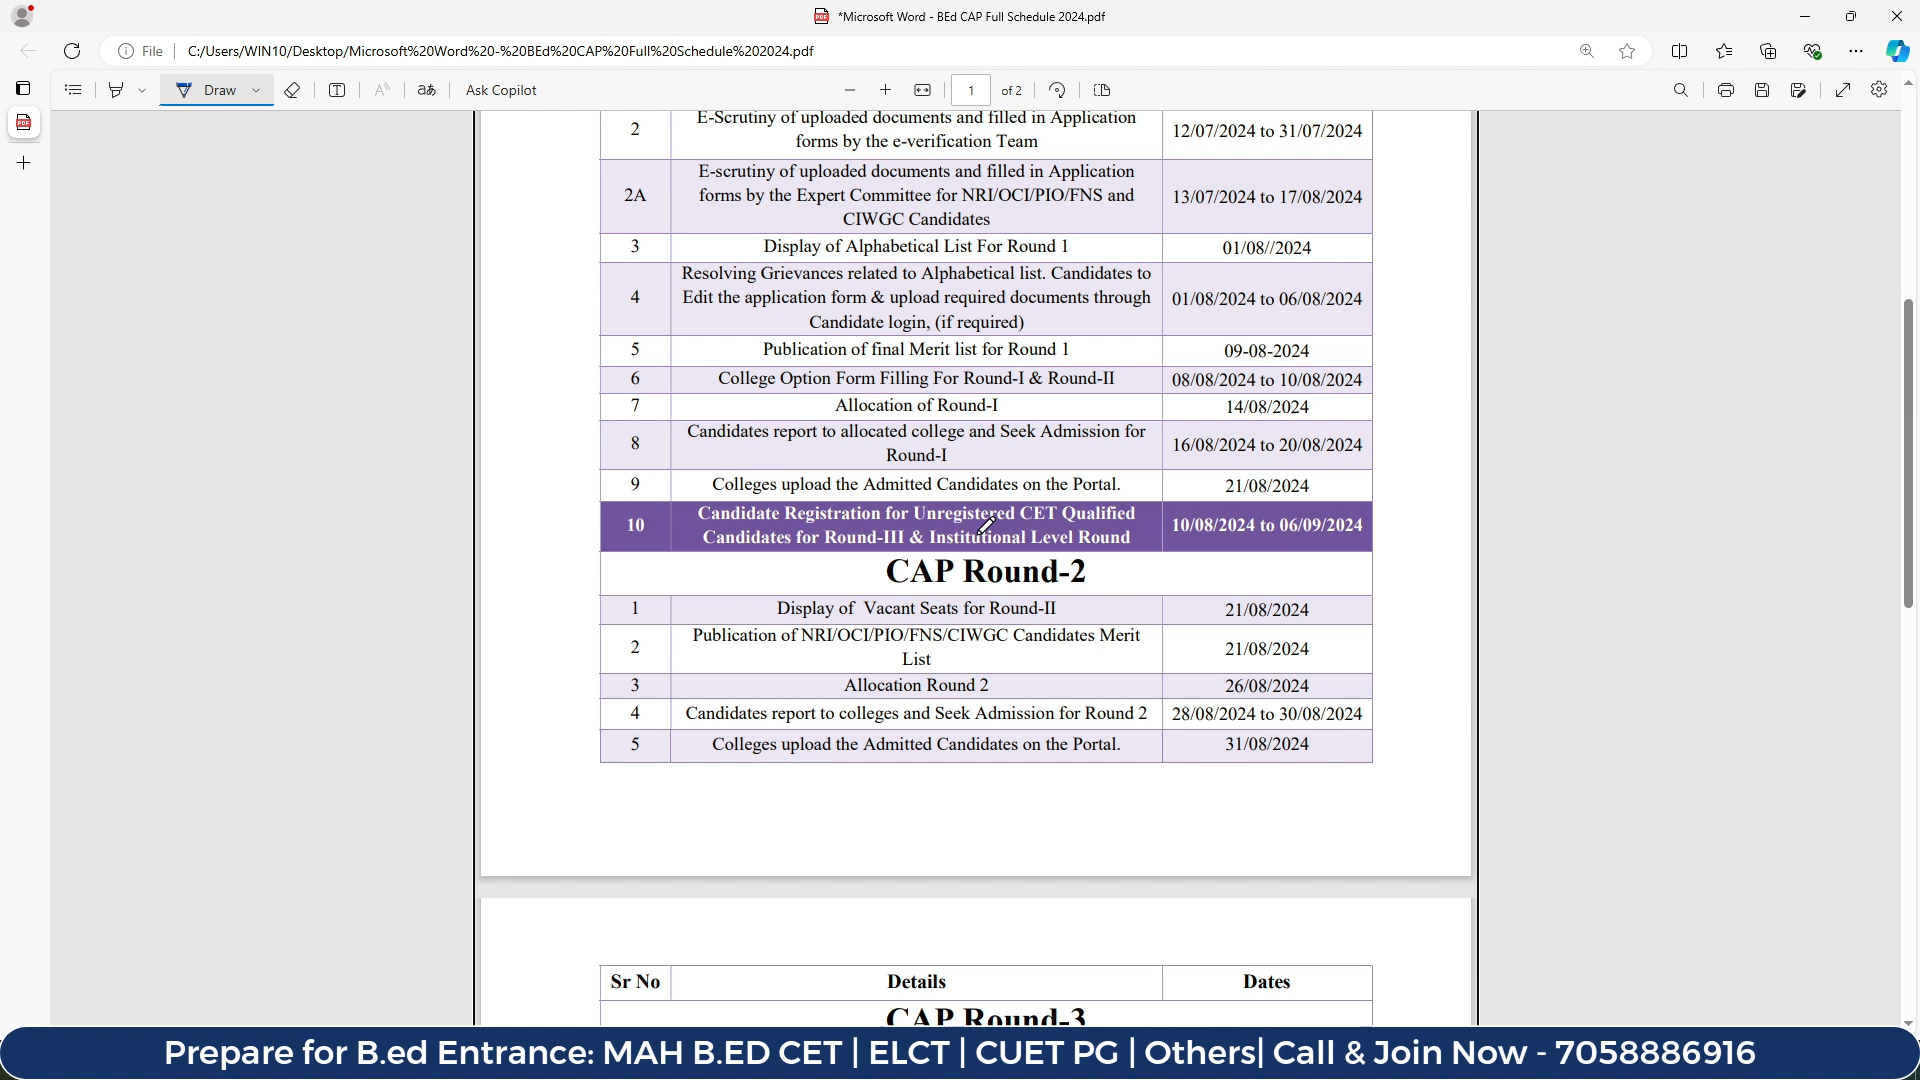 *Microsoft Word - BEd CAP Full Schedule 2024.pdf
File
C:/Users/WIN10/Desktop/Microsoft%20Word%20-%20BEd%20CAP%20Full%20Schedule%202024.pdf
Draw
Ask Copilot
1 of 2
2 E-Scrutiny of uploaded documents and filled in Application 12/07/2024 to 31/07/2024
forms by the e-verification Team
2A E-scrutiny of uploaded documents and filled in Application 13/07/2024 to 17/08/2024
forms by the Expert Committee for NRI/OCI/PIO/FNS and
CIWGC Candidates
3 Display of Alphabetical List For Round 1 01/08//2024
4 Resolving Grievances related to Alphabetical list. Candidates to 01/08/2024 to 06/08/2024
Edit the application form & upload required documents through
Candidate login, (if required)
5 Publication of final Merit list for Round 1 09-08-2024
6 College Option Form Filling For Round-I & Round-II 08/08/2024 to 10/08/2024
7 Allocation of Round-I 14/08/2024
8 Candidates report to allocated college and Seek Admission for 16/08/2024 to 20/08/2024
Round-I
9 Colleges upload the Admitted Candidates on the Portal. 21/08/2024
10 Candidate Registration for Unregistered CET Qualified 10/08/2024 to 06/09/2024
Candidates for Round-III & Institutional Level Round
CAP Round-2
1 Display of Vacant Seats for Round-II 21/08/2024
2 Publication of NRI/OCI/PIO/FNS/CIWGC Candidates Merit 21/08/2024
List
3 Allocation Round 2 26/08/2024
4 Candidates report to colleges and Seek Admission for Round 2 28/08/2024 to 30/08/2024
5 Colleges upload the Admitted Candidates on the Portal. 31/08/2024
Sr No Details Dates
CAP Round-3
Prepare for B.ed Entrance: MAH B.ED CET | ELCT | CUET PG | Others| Call & Join Now - 7058886916